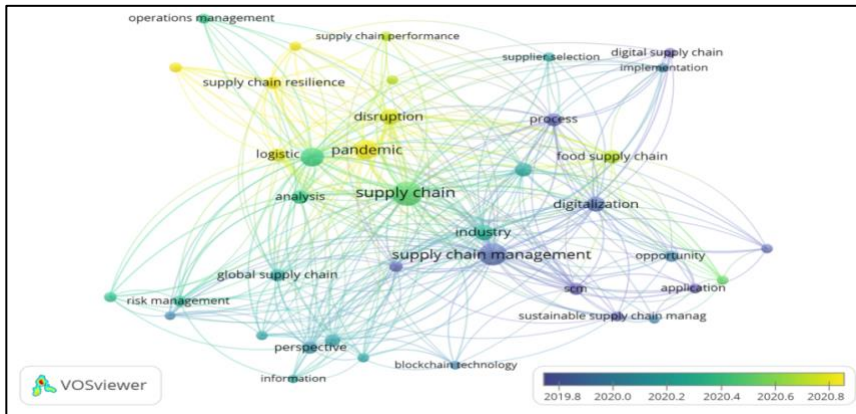 operations management
supply chain performance
supplier selection
digital supply chain
implementation
supply chain resilience
disruption
process
logistic
pandemic
food supply chain
analysis
supply chain
digitalization
industry
supply chain management
opportunity
global supply chain
scm
application
risk management
sustainable supply chain manag
perspective
blockchain technology
information
VOSviewer
2019.8 2020.0 2020.2 2020.4 2020.6 2020.8